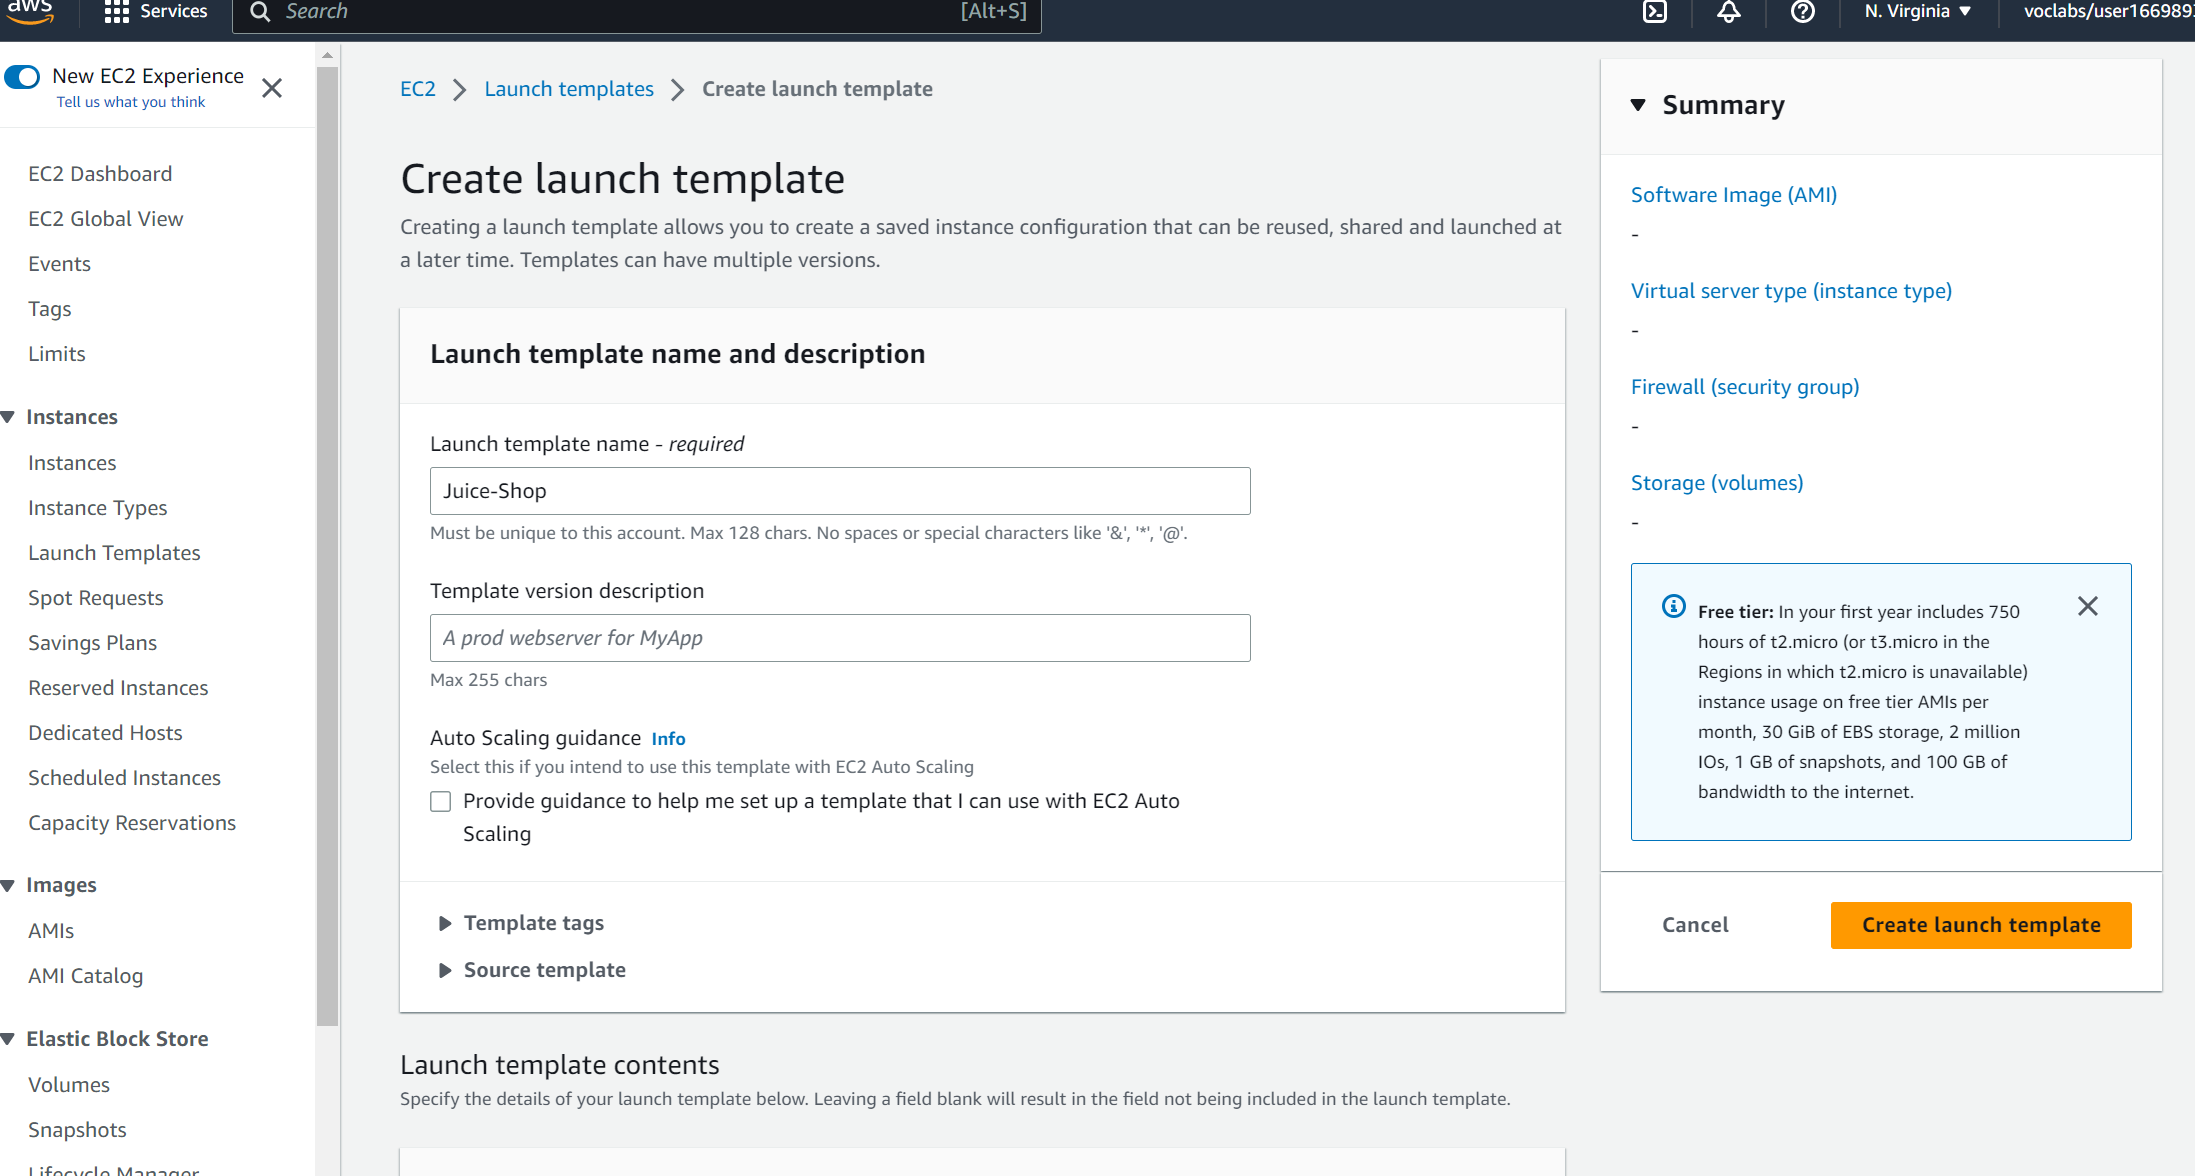 aws
Services
Search
[Alt+S]
N. Virginia
voclabs/user166989
New EC2 Experience
Tell us what you think
EC2 Dashboard
EC2 Global View
Events
Tags
Limits
Instances
Instances
Instance Types
Launch Templates
Spot Requests
Savings Plans
Reserved Instances
Dedicated Hosts
Scheduled Instances
Capacity Reservations
Images
AMIs
AMI Catalog
Elastic Block Store
Volumes
Snapshots
Lifecycle Manager
EC2 > Launch templates > Create launch template
Create launch template
Creating a launch template allows you to create a saved instance configuration that can be reused, shared and launched at
a later time. Templates can have multiple versions.
Launch template name and description
Launch template name - required
Juice-Shop
Must be unique to this account. Max 128 chars. No spaces or special characters like '&', '*', '@'.
Template version description
A prod webserver for MyApp
Max 255 chars
Auto Scaling guidance Info
Select this if you intend to use this template with EC2 Auto Scaling
Provide guidance to help me set up a template that I can use with EC2 Auto
Scaling
Template tags
Source template
Launch template contents
Specify the details of your launch template below. Leaving a field blank will result in the field not being included in the launch template.
Summary
Software Image (AMI)
-
Virtual server type (instance type)
-
Firewall (security group)
-
Storage (volumes)
-
Free tier: In your first year includes 750
hours of t2.micro (or t3.micro in the
Regions in which t2.micro is unavailable)
instance usage on free tier AMIs per
month, 30 GiB of EBS storage, 2 million
IOs, 1 GB of snapshots, and 100 GB of
bandwidth to the internet.
Cancel
Create launch template